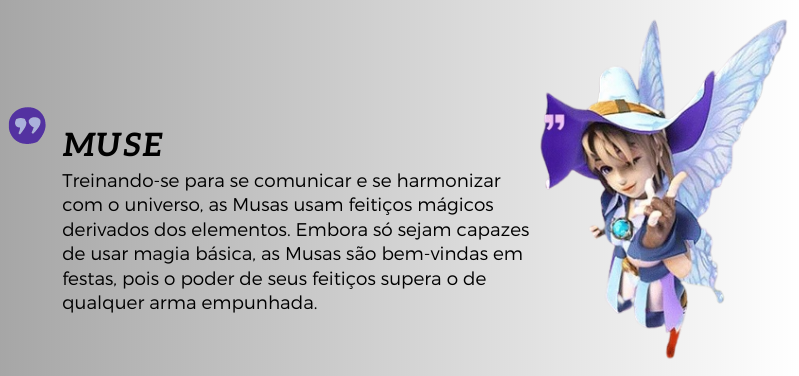 MUSE
Treinando-se para se comunicar e se harmonizar
com o universo, as Musas usam feitiços mágicos
derivados dos elementos. Embora só sejam capazes
de usar magia básica, as Musas são bem-vindas em
festas, pois o poder de seus feitiços supera o de
qualquer arma empunhada.